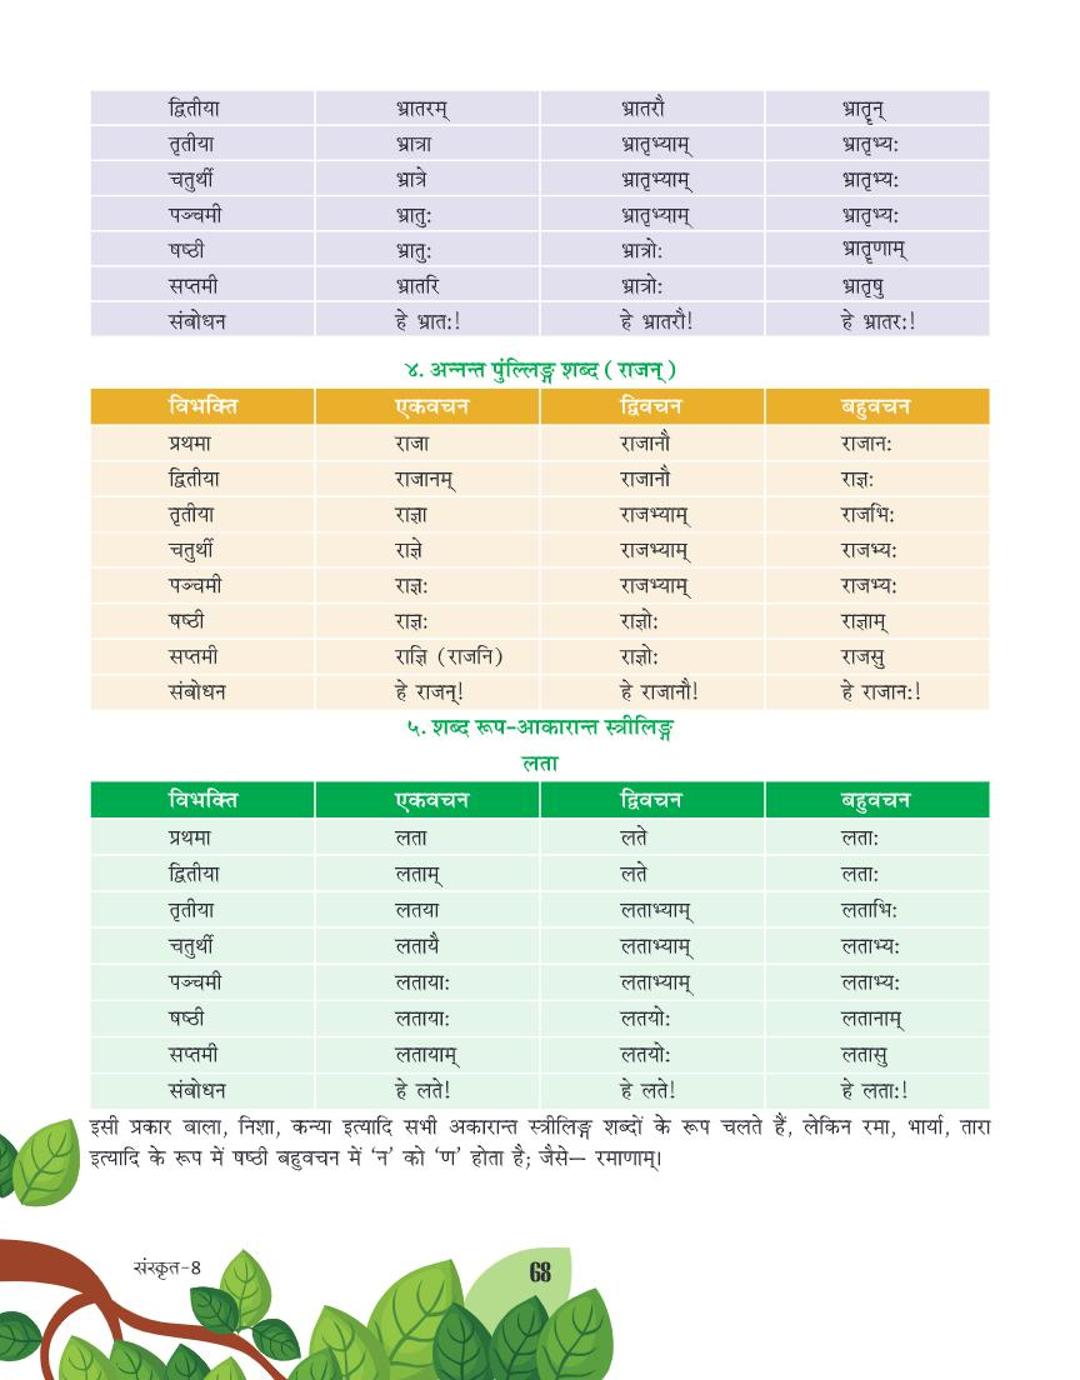 द्वितीया भ्रातरम् भ्रातरौ भ्रातॄन्
तृतीया भ्रात्रा भ्रातृभ्याम् भ्रातृभ्य:
चतुर्थी भ्रात्रे भ्रातृभ्याम् भ्रातृभ्य:
पञ्चमी भ्रातु: भ्रातृभ्याम् भ्रातृभ्य:
षष्ठी भ्रातु: भ्रात्रो: भ्रातॄणाम्
सप्तमी भ्रातरि भ्रात्रो: भ्रातृषु
संबोधन हे भ्रात:! हे भ्रातरौ! हे भ्रातर:!
४. अन्नन्त पुंल्लिङ्ग शब्द ( राजन् )
विभक्ति एकवचन द्विवचन बहुवचन
प्रथमा राजा राजानौ राजान:
द्वितीया राजानम् राजानौ राज्ञ:
तृतीया राज्ञा राजभ्याम् राजभि:
चतुर्थी राज्ञे राजभ्याम् राजभ्य:
पञ्चमी राज्ञ: राजभ्याम् राजभ्य:
षष्ठी राज्ञ: राज्ञो: राज्ञाम्
सप्तमी राज्ञि (राजनि) राज्ञो: राजसु
संबोधन हे राजन्! हे राजानौ! हे राजान:!
५. शब्द रूप-आकारान्त स्त्रीलिङ्ग
लता
विभक्ति एकवचन द्विवचन बहुवचन
प्रथमा लता लते लता:
द्वितीया लताम् लते लता:
तृतीया लतया लताभ्याम् लताभि:
चतुर्थी लतायै लताभ्याम् लताभ्य:
पञ्चमी लताया: लताभ्याम् लताभ्य:
षष्ठी लताया: लतयो: लतानाम्
सप्तमी लतायाम् लतयो: लतासु
संबोधन हे लते! हे लते! हे लता:!
इसी प्रकार बाला, निशा, कन्या इत्यादि सभी अकारान्त स्त्रीलिङ्ग शब्दों के रूप चलते हैं, लेकिन रमा, भार्या, तारा
इत्यादि के रूप में षष्ठी बहुवचन में ‘न’ को ‘ण’ होता है; जैसे— रमाणाम्।
संस्कृत-8
68